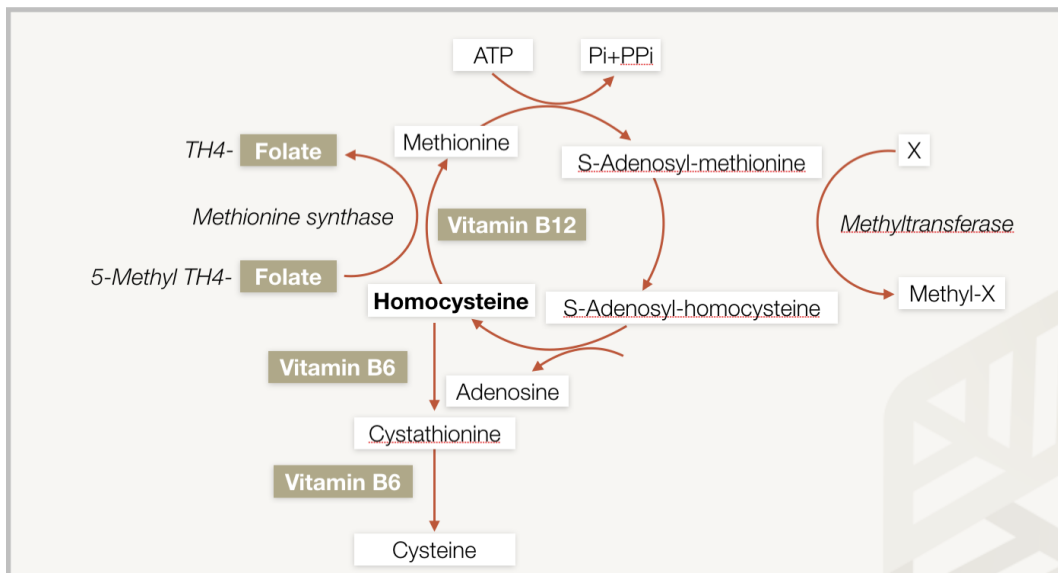 ATP
Pi+PPi
Methionine
TH4- Folate
S-Adenosyl-methionine
X
Methionine synthase
Vitamin B12
Methyltransferase
5-Methyl TH4- Folate
Homocysteine
S-Adenosyl-homocysteine
Methyl-X
Vitamin B6
Adenosine
Cystathionine
Vitamin B6
Cysteine